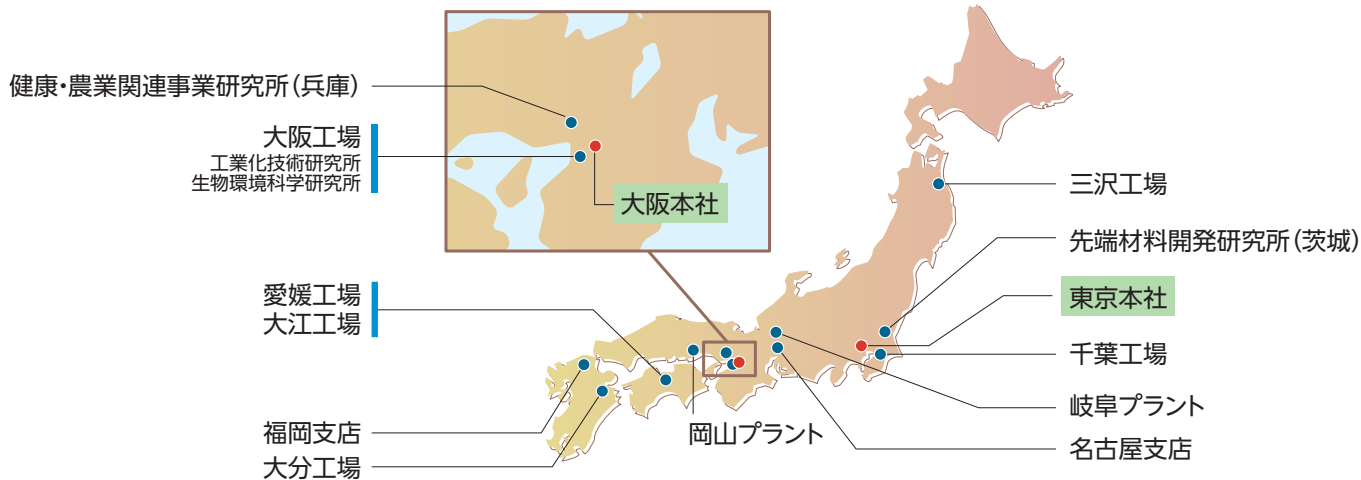 健康・農業関連事業研究所(兵庫)
大阪工場
工業化技術研究所
生物環境科学研究所
大阪本社
愛媛工場
大江工場
福岡支店
大分工場
岡山プラント
三沢工場
先端材料開発研究所(茨城)
東京本社
千葉工場
岐阜プラント
名古屋支店